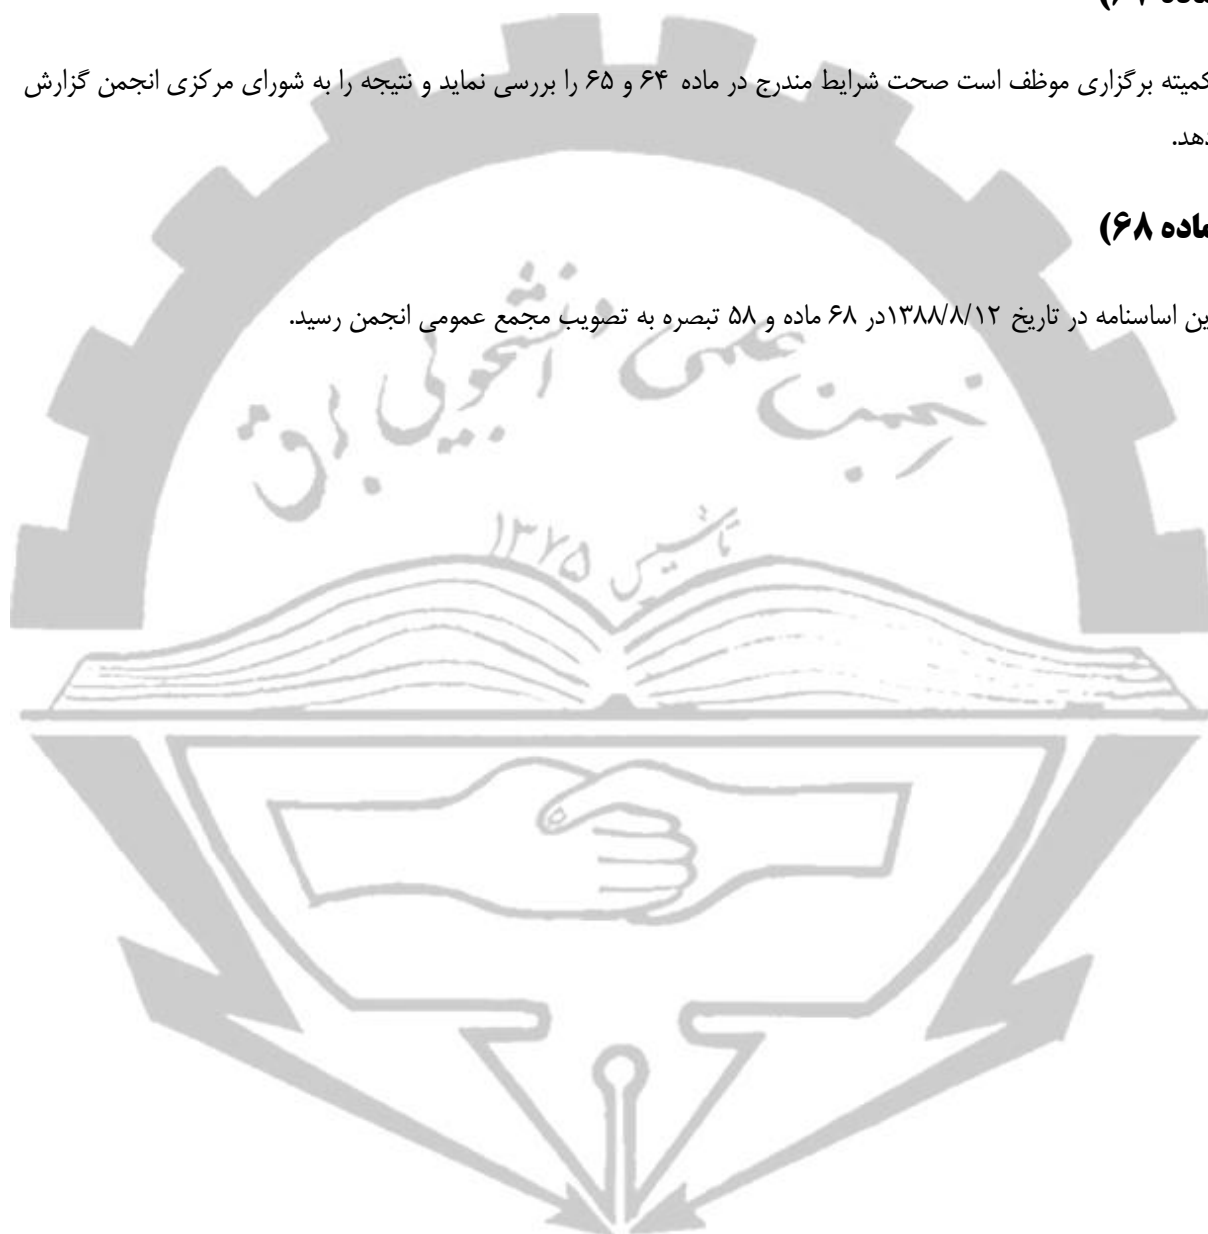 کمیته برگزاری موظف است صحت شرایط مندرج در ماده ۶۴ و ۶۵ را بررسی نماید و نتیجه را به شورای مرکزی انجمن گزارش
دهد.
ماده ۶۸)
این اساسنامه در تاریخ ۱۳۸۸/۸/۱۲در ۶۸ ماده و ۵۸ تبصره به تصویب مجمع عمومی انجمن رسید.
انجمن علمی دانشجویی برق
تاسیس ۱۳۷۵